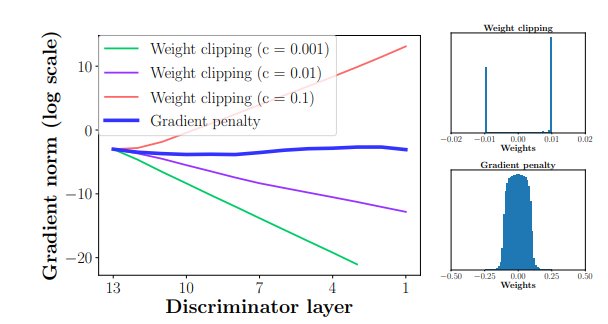 Gradient norm (log scale)
10
0
−10
−20
Weight clipping (c = 0.001)
Weight clipping (c = 0.01)
Weight clipping (c = 0.1)
Gradient penalty
13 10 7 4 1
Discriminator layer
Weight clipping
−0.02 −0.01 0.00 0.01 0.02
Weights
Gradient penalty
−0.50 −0.25 0.00 0.25 0.50
Weights